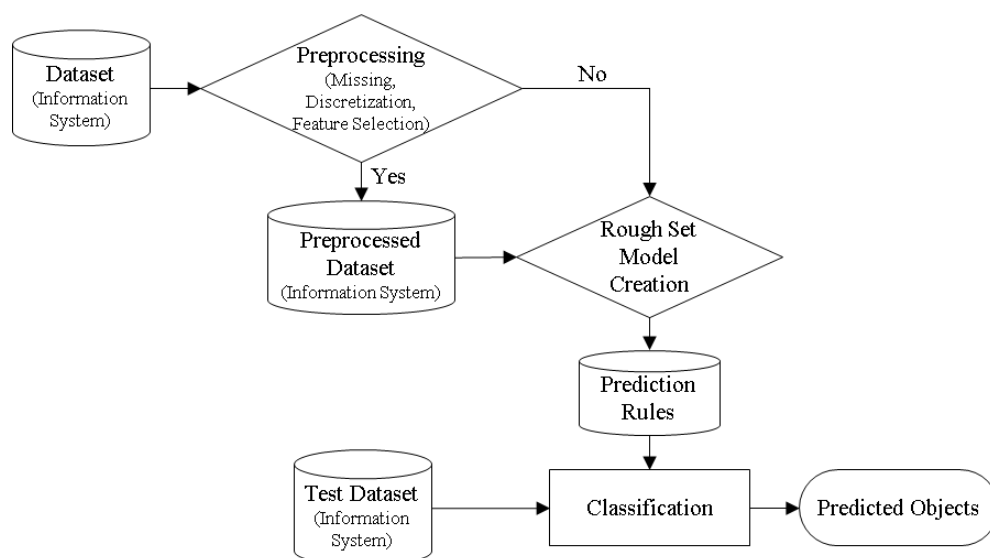 Dataset
(Information
System)
Preprocessing
(Missing,
Discretization,
Feature Selection)
No
Yes
Preprocessed
Dataset
(Information System)
Rough Set
Model
Creation
Prediction
Rules
Test Dataset
(Information
System)
Classification
Predicted Objects